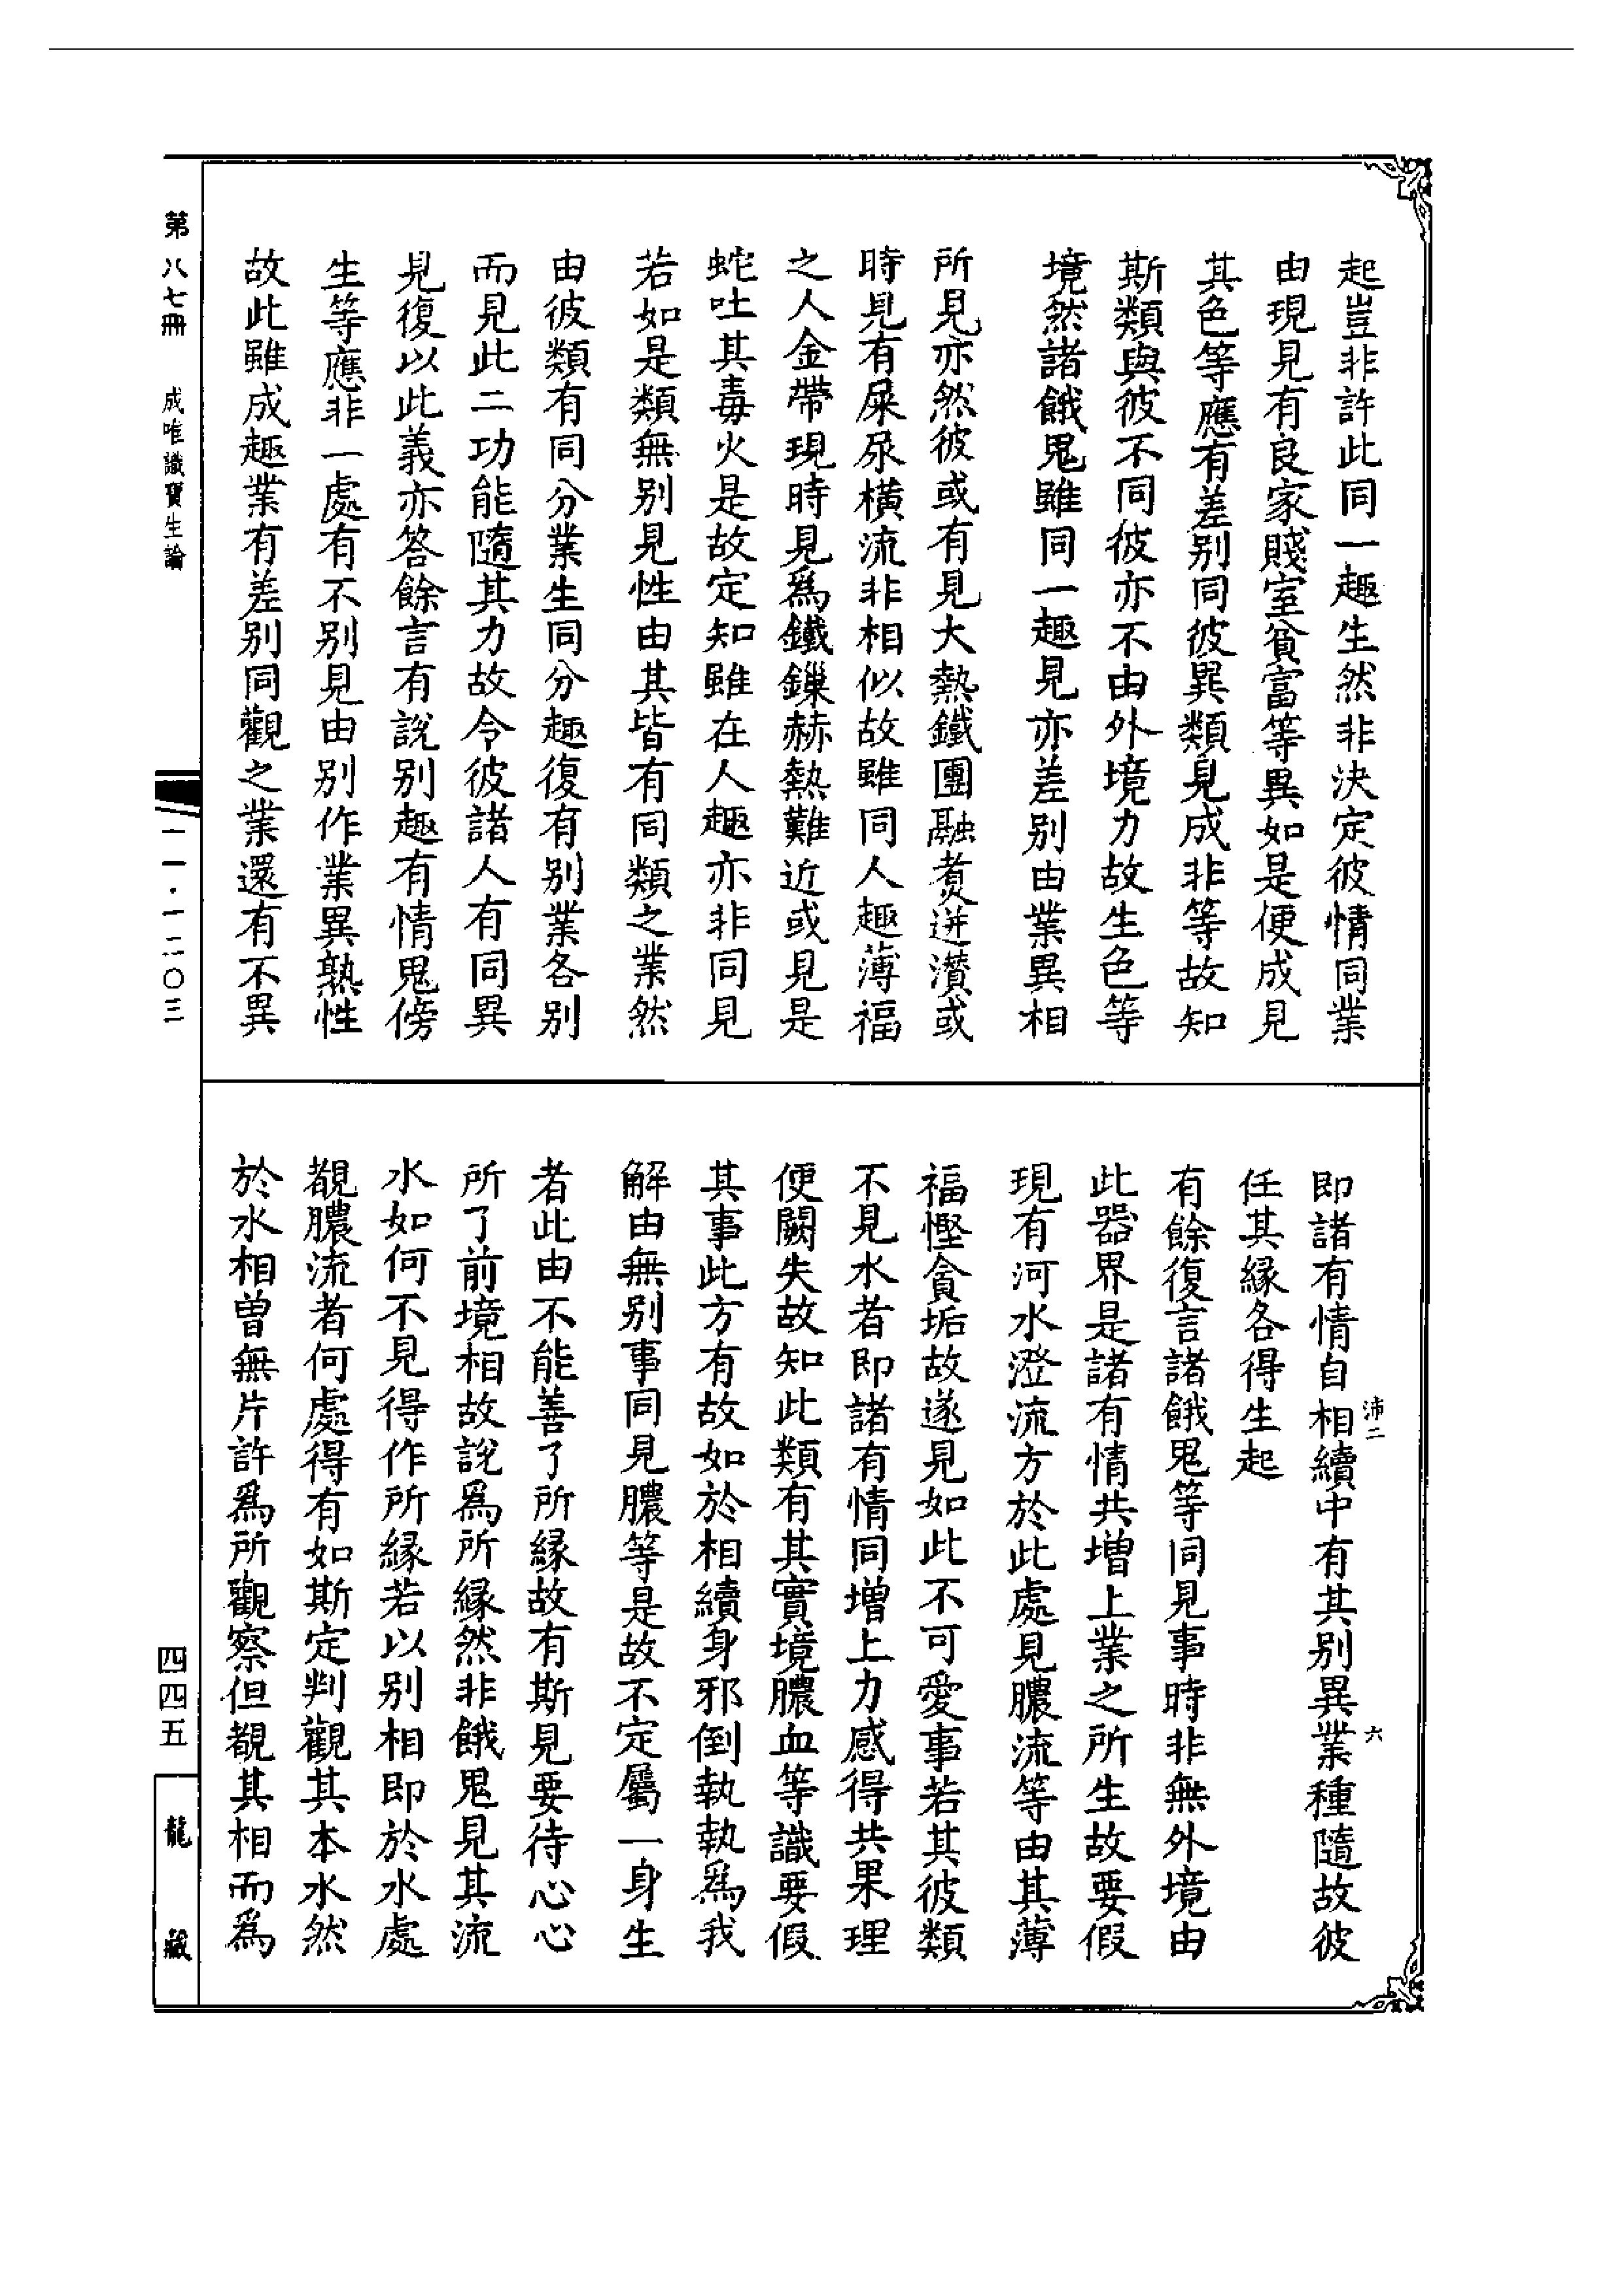 起豈非許此同一趣生然非決定彼情同業
由現見有良家賤室貧富等異如是便成見
其色等應有差別同彼異類見成非等故知
斯類與彼不同彼亦不由外境力故生色等
境然諸餓鬼雖同一趣見亦差別由業異相
所見亦然彼或有見大熱鐵團融煑迸濽或
時見有屎尿橫流非相似故雖同人趣薄福
之人金帶現時見爲鐵鏁赫熱難近或見是
蛇吐其毒火是故定知雖在人趣亦非同見
若如是類無別見性由其皆有同類之業然
由彼類有同分業生同分趣復有別業各別
而見此二功能隨其力故令彼諸人有同異
見復以此義亦答餘言有說別趣有情鬼傍
生等應非一處有不別見由別作業異熟性
故此雖成趣業有差別同觀之業還有不異
即諸有情自相續中有其別異業種隨故彼
任其緣各得生起
有餘復言諸餓鬼等同見事時非無外境由
此器界是諸有情共增上業之所生故要假
現有河水澄流方於此處見膿流等由其薄
福慳貪垢故遂見如此不可愛事若其彼類
不見水者即諸有情同增上力感得共果理
便闕失故知此類有其實境膿血等識要假
其事此方有故如於相續身邪倒執執爲我
解由無別事同見膿等是故不定屬一身生
者此由不能善了所緣故有斯見要待心心
所了前境相故說爲所緣然非餓鬼見其流
水如何不見得作所緣若以別相即於水處
覩膿流者何處得有如斯定判觀其本水然
於水相曽無片許爲所觀察但覩其相而爲
沛二
六
第八七冊 成唯識寶生論
一一·一二〇三
四四五
龍藏